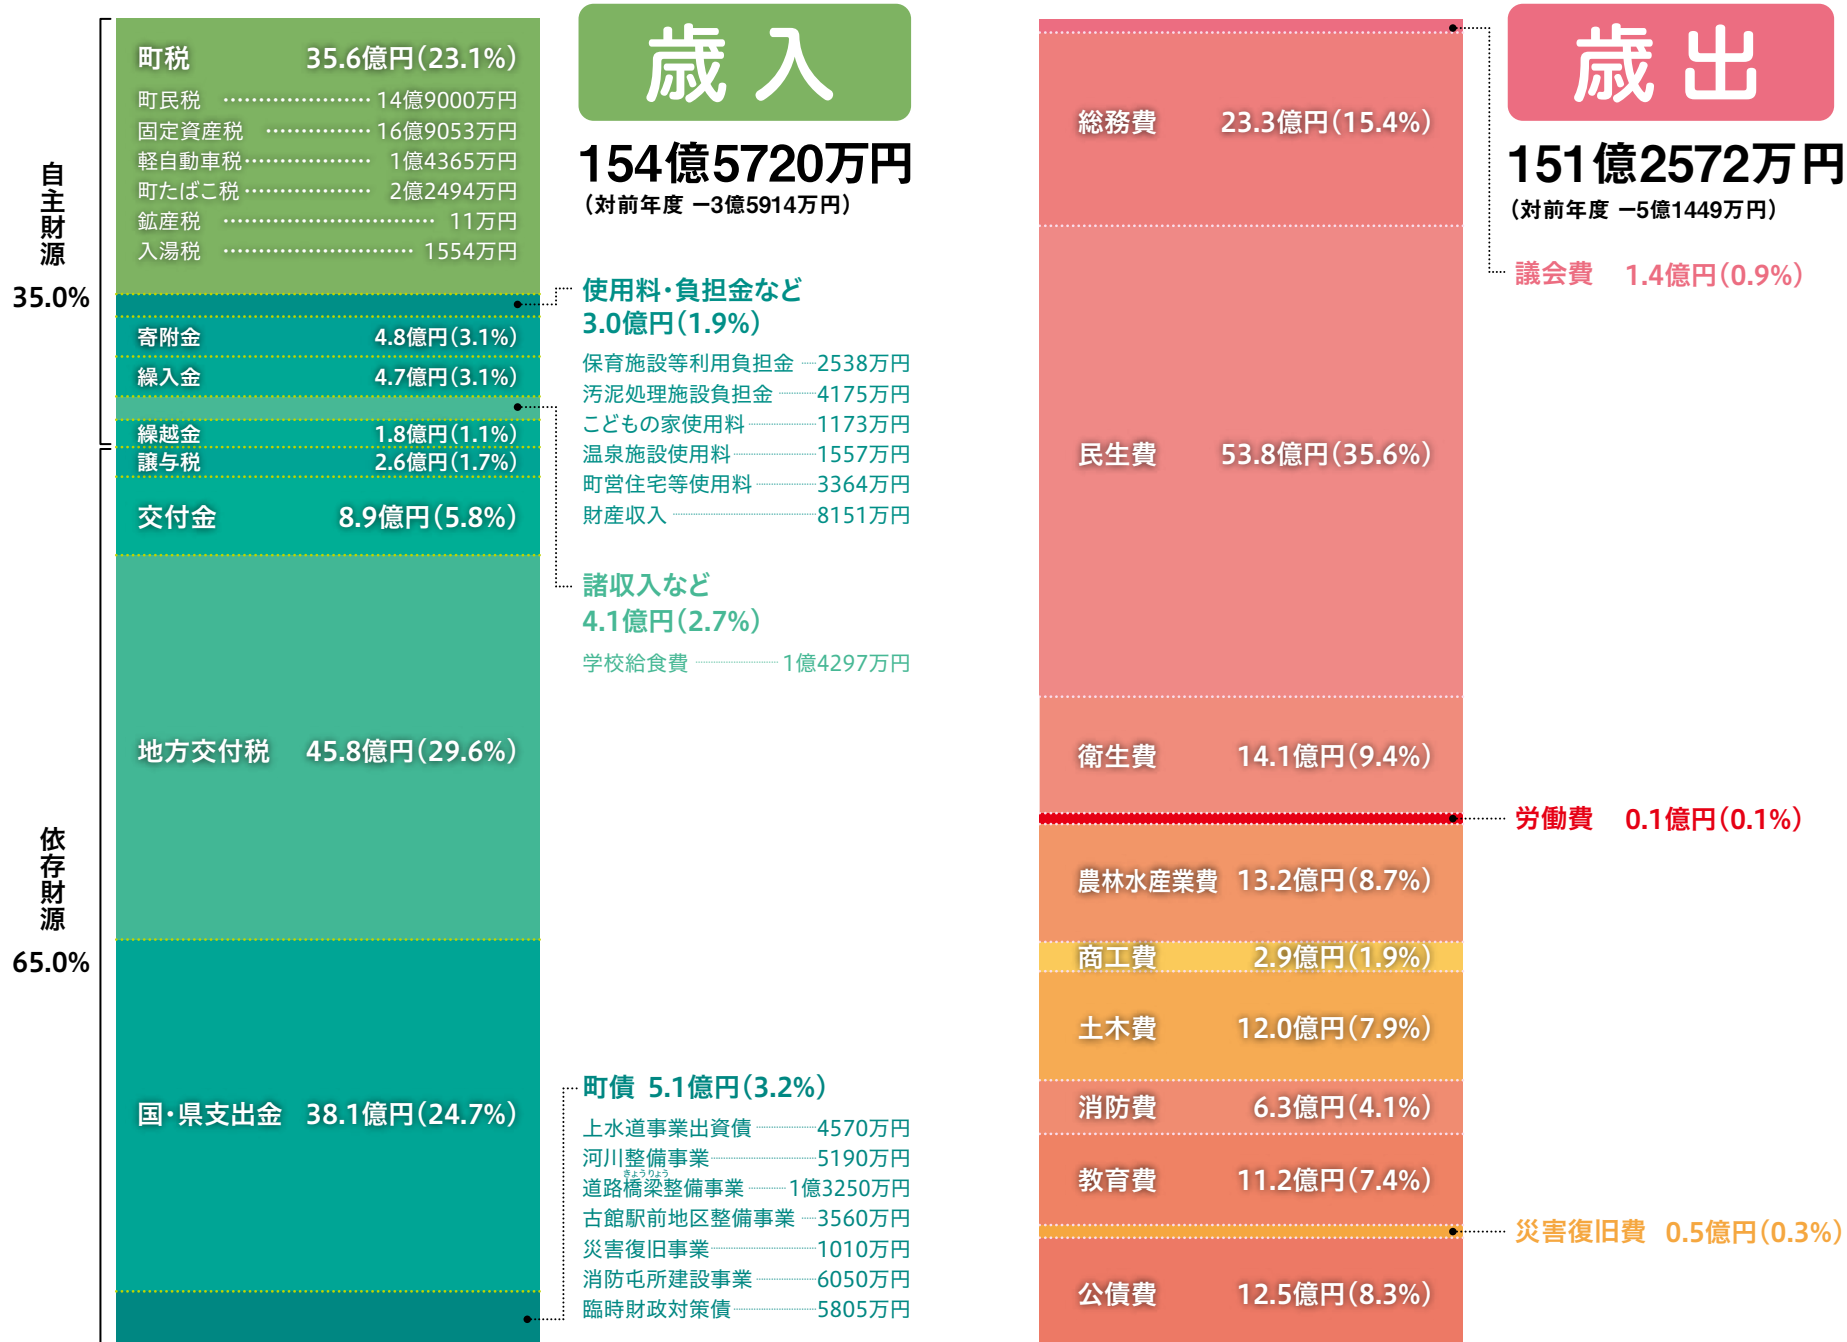 歳入
154億5720万円
（対前年度 −3億5914万円）
自主財源
35.0%
町税 35.6億円（23.1%）
町民税 14億9000万円
固定資産税 16億9053万円
軽自動車税 1億4365万円
町たばこ税 2億2494万円
鉱産税 11万円
入湯税 1554万円
使用料・負担金など
3.0億円（1.9%）
保育施設等利用負担金 2538万円
汚泥処理施設負担金 4175万円
こどもの家使用料 1173万円
温泉施設使用料 1557万円
町営住宅等使用料 3364万円
財産収入 8151万円
寄附金 4.8億円（3.1%）
繰入金 4.7億円（3.1%）
諸収入など
4.1億円（2.7%）
学校給食費 1億4297万円
繰越金 1.8億円（1.1%）
依存財源
65.0%
譲与税 2.6億円（1.7%）
交付金 8.9億円（5.8%）
地方交付税 45.8億円（29.6%）
国・県支出金 38.1億円（24.7%）
町債 5.1億円（3.2%）
上水道事業出資債 4570万円
河川整備事業 5190万円
きょうりょう
道路橋梁整備事業 1億3250万円
古館駅前地区整備事業 3560万円
災害復旧事業 1010万円
消防屯所建設事業 6050万円
臨時財政対策債 5805万円
歳出
151億2572万円
（対前年度 −5億1449万円）
議会費 1.4億円（0.9%）
総務費 23.3億円（15.4%）
民生費 53.8億円（35.6%）
衛生費 14.1億円（9.4%）
労働費 0.1億円（0.1%）
農林水産業費 13.2億円（8.7%）
商工費 2.9億円（1.9%）
土木費 12.0億円（7.9%）
消防費 6.3億円（4.1%）
教育費 11.2億円（7.4%）
災害復旧費 0.5億円（0.3%）
公債費 12.5億円（8.3%）